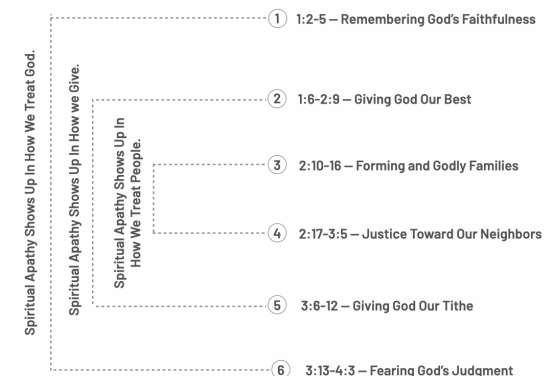 Spiritual Apathy Shows Up In How We Treat God.
Spiritual Apathy Shows Up In How we Give.
Spiritual Apathy Shows Up In
How We Treat People.
1 1:2-5 – Remembering God's Faithfulness
2 1:6-2:9 – Giving God Our Best
3 2:10-16 – Forming and Godly Families
4 2:17-3:5 – Justice Toward Our Neighbors
5 3:6-12 – Giving God Our Tithe
6 3:13-4:3 – Fearing God's Judgment